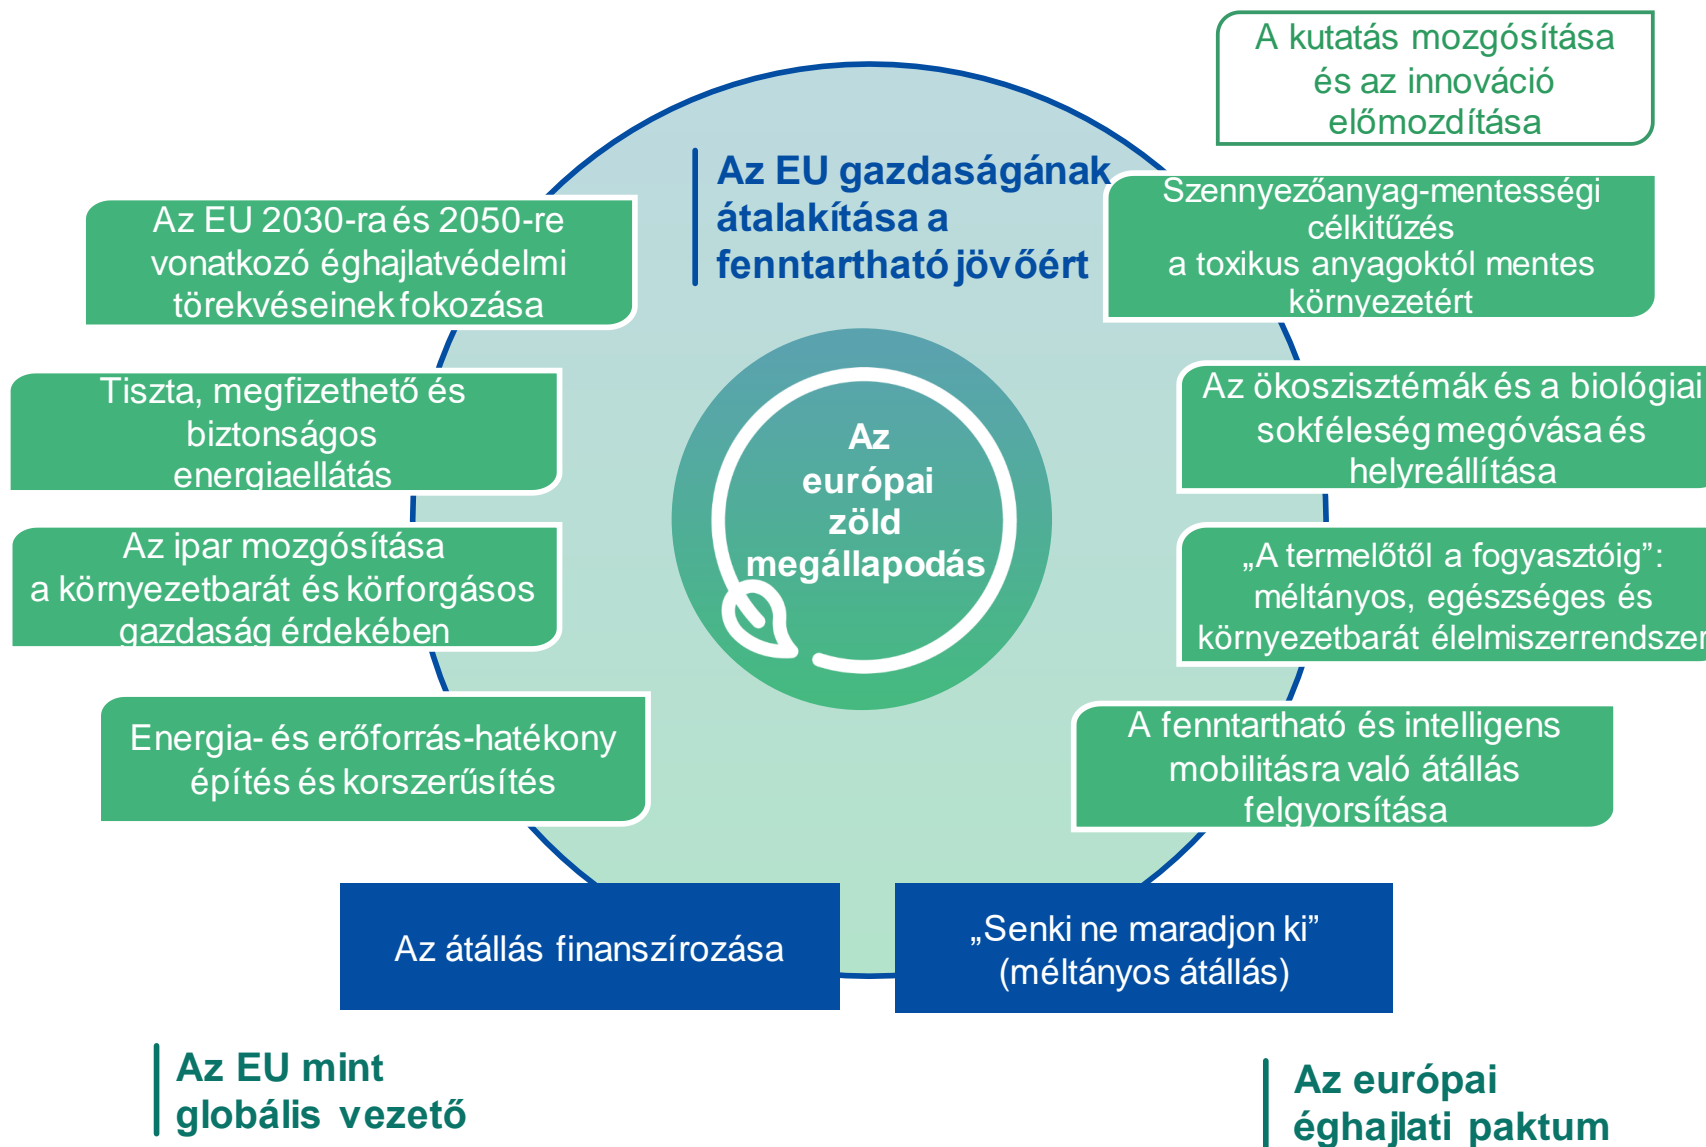 A kutatás mozgósítása
és az innováció
előmozdítása
Az EU gazdaságának
átalakítása a
fenntartható jövőért
Az EU 2030-ra és 2050-re
vonatkozó éghajlatvédelmi
törekvéseinek fokozása
Szennyezőanyag-mentességi
célkitűzés
a toxikus anyagoktól mentes
környezetért
Tiszta, megfizethető és
biztonságos
energiaellátás
Az ökoszisztémák és a biológiai
sokféleség megóvása és
helyreállítása
Az
európai
zöld
megállapodás
Az ipar mozgósítása
a környezetbarát és körforgásos
gazdaság érdekében
„A termelőtől a fogyasztóig”:
méltányos, egészséges és
környezetbarát élelmiszerrendszer
Energia- és erőforrás-hatékony
építés és korszerűsítés
A fenntartható és intelligens
mobilitásra való átállás
felgyorsítása
Az átállás finanszírozása
„Senki ne maradjon ki”
(méltányos átállás)
Az EU mint
globális vezető
Az európai
éghajlati paktum